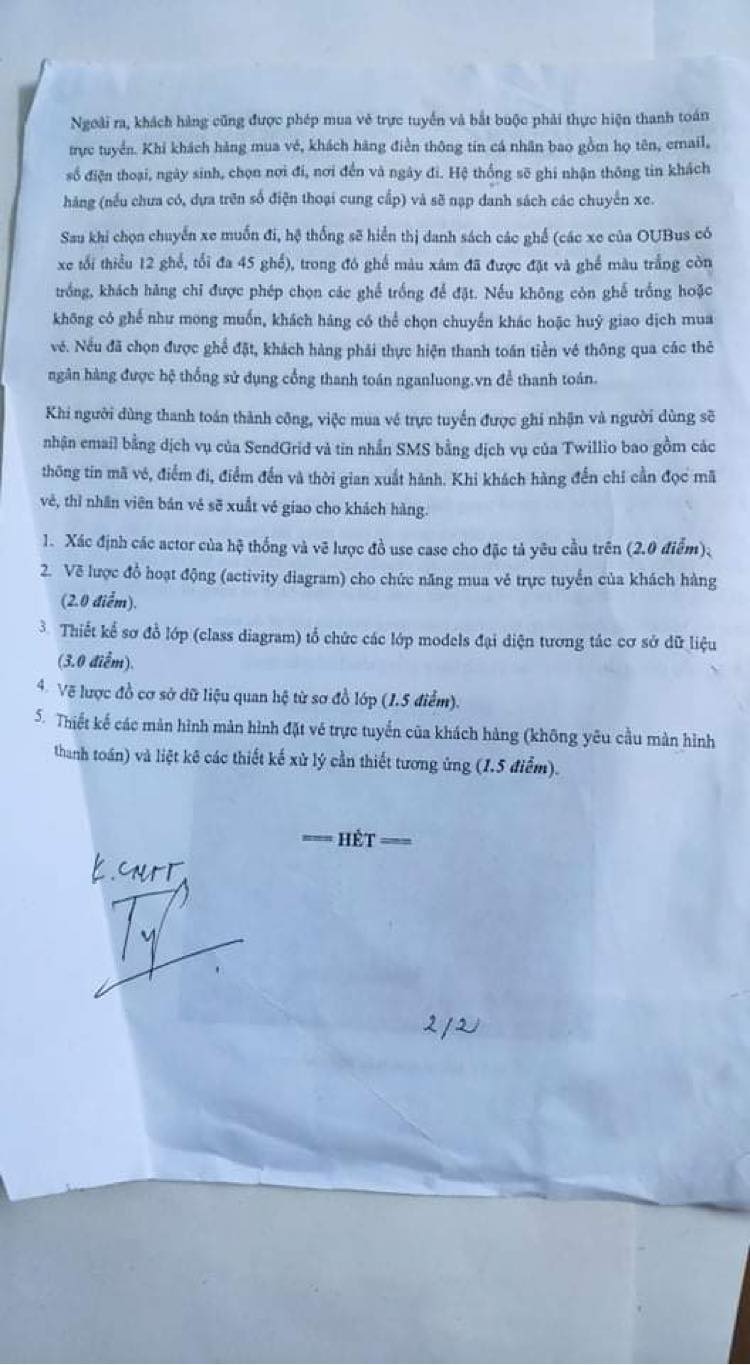 Ngoài ra, khách hàng cũng được phép mua vé trực tuyến và bắt buộc phải thực hiện thanh toán
trực tuyến. Khi khách hàng mua vé, khách hàng điền thông tin cá nhân bao gồm họ tên, email,
số điện thoại, ngày sinh, chọn nơi đi, nơi đến và ngày đi. Hệ thống sẽ ghi nhận thông tin khách
hàng (nếu chưa có, dựa trên số điện thoại cung cấp) và sẽ nạp danh sách các chuyến xe.
Sau khi chọn chuyến xe muốn đi, hệ thống sẽ hiển thị danh sách các ghế (các xe của OUBus có
xe tối thiểu 12 ghế, tối đa 45 ghế), trong đó ghế màu xám đã được đặt và ghế màu trắng còn
trống, khách hàng chỉ được phép chọn các ghế trống để đặt. Nếu không còn ghế trống hoặc
không có ghế như mong muốn, khách hàng có thể chọn chuyến khác hoặc huỷ giao dịch mua
vé. Nếu đã chọn được ghế đặt, khách hàng phải thực hiện thanh toán tiền vé thông qua các thẻ
ngân hàng được hệ thống sử dụng cổng thanh toán nganluong.vn để thanh toán.
Khi người dùng thanh toán thành công, việc mua vé trực tuyến được ghi nhận và người dùng sẽ
nhận email bằng dịch vụ của SendGrid và tin nhắn SMS bằng dịch vụ của Twillio bao gồm các
thông tin mã vé, điểm đi, điểm đến và thời gian xuất hành. Khi khách hàng đến chỉ cần đọc mã
vé, thì nhân viên bán vé sẽ xuất vé giao cho khách hàng.
1. Xác định các actor của hệ thống và vẽ lược đồ use case cho đặc tả yêu cầu trên (2.0 điểm).
2. Vẽ lược đồ hoạt động (activity diagram) cho chức năng mua vé trực tuyến của khách hàng
(2.0 điểm).
3. Thiết kế sơ đồ lớp (class diagram) tổ chức các lớp models đại diện tương tác cơ sở dữ liệu
(3.0 điểm).
4. Vẽ lược đồ cơ sở dữ liệu quan hệ từ sơ đồ lớp (1.5 điểm).
5. Thiết kế các màn hình màn hình đặt vé trực tuyến của khách hàng (không yêu cầu màn hình
thanh toán) và liệt kê các thiết kế xử lý cần thiết tương ứng (1.5 điểm).
=== HẾT ===
K. CNTT
2/2